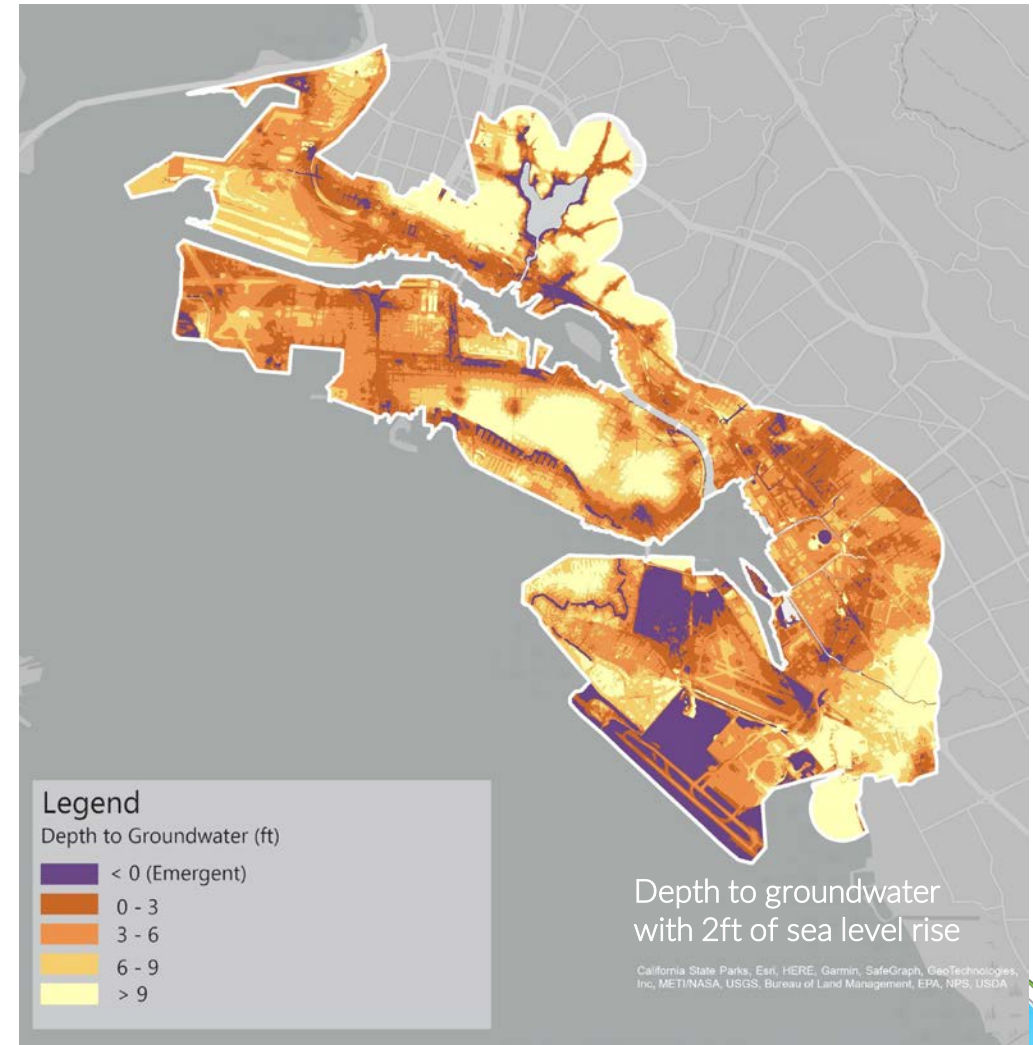 Legend
Depth to Groundwater (ft)
< 0 (Emergent)
0 - 3
3 - 6
6 - 9
> 9
Depth to groundwater
with 2ft of sea level rise
California State Parks, Esri, HERE, Garmin, SafeGraph, GeoTechnologies,
Inc, METI/NASA, USGS, Bureau of Land Management, EPA, NPS, USDA